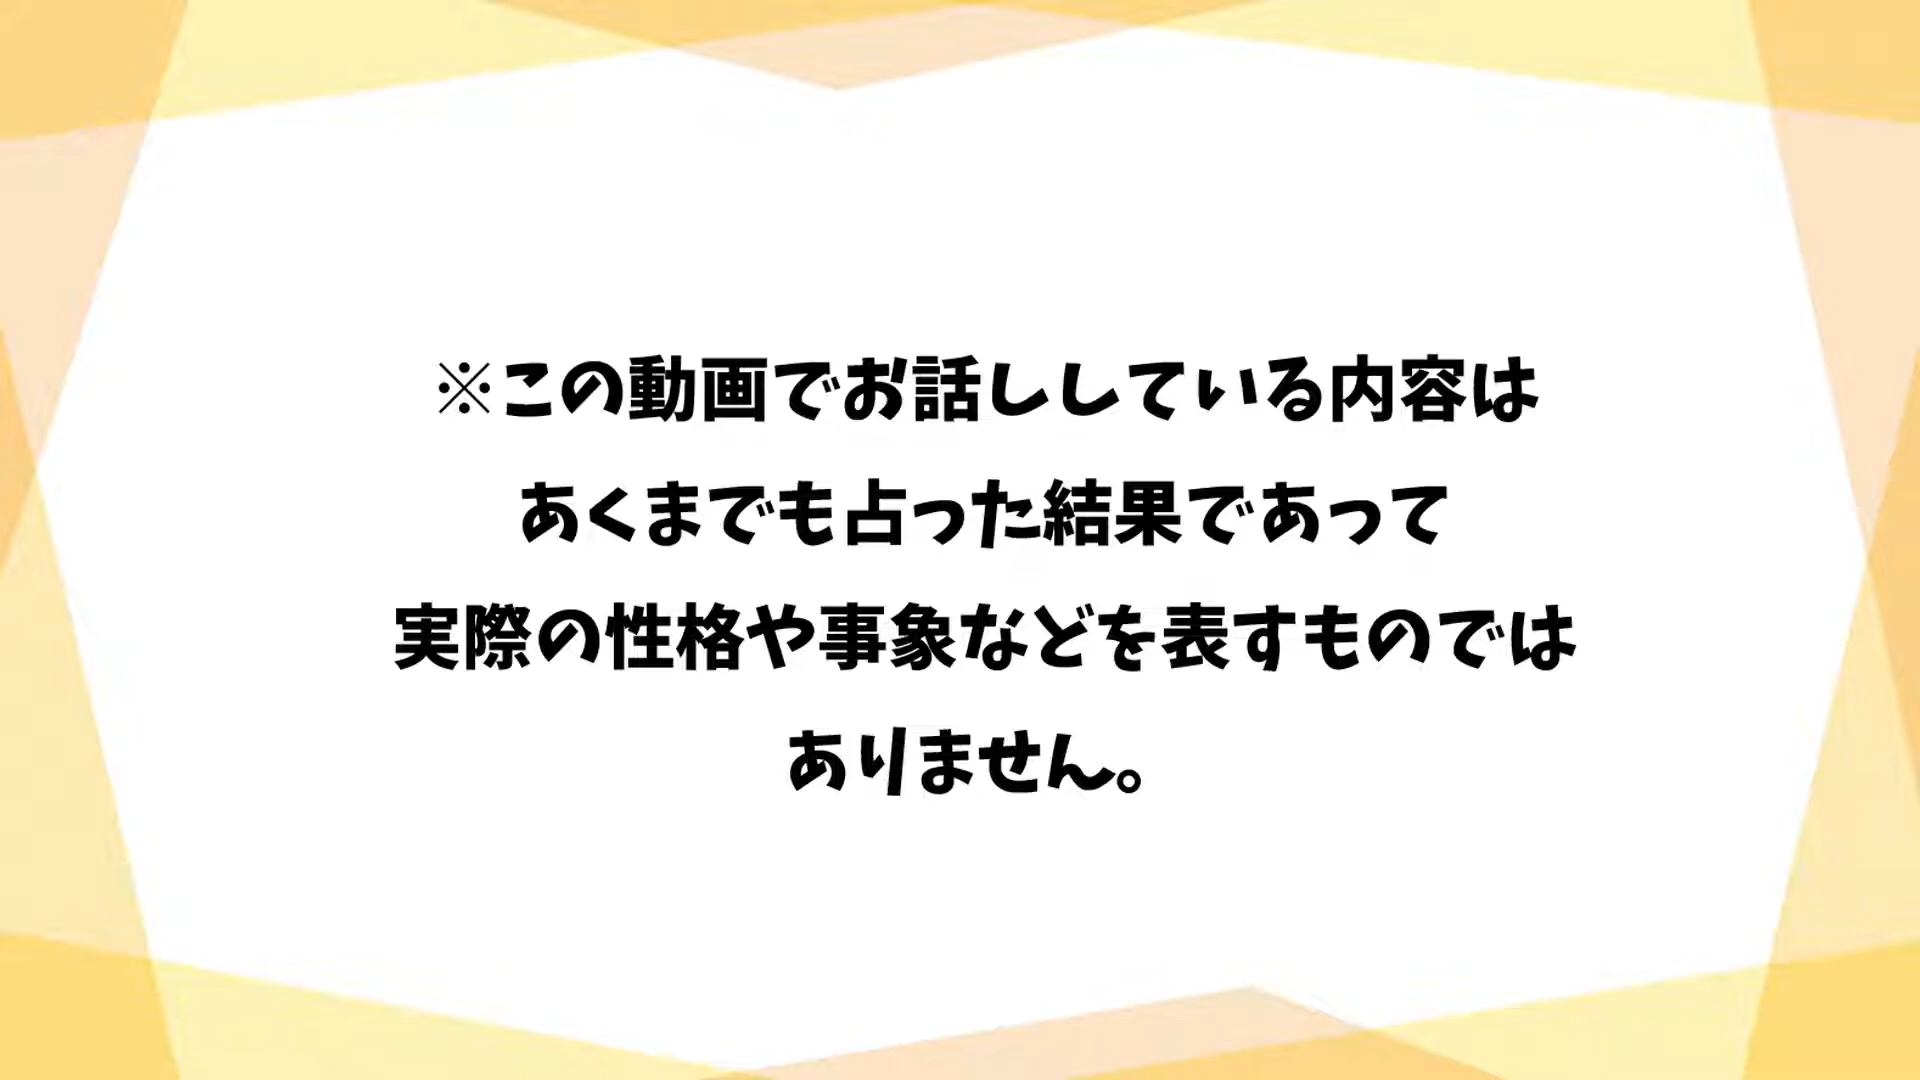 ※この動画でお話ししている内容は
あくまでも占った結果であって
実際の性格や事象などを表すものでは
ありません。